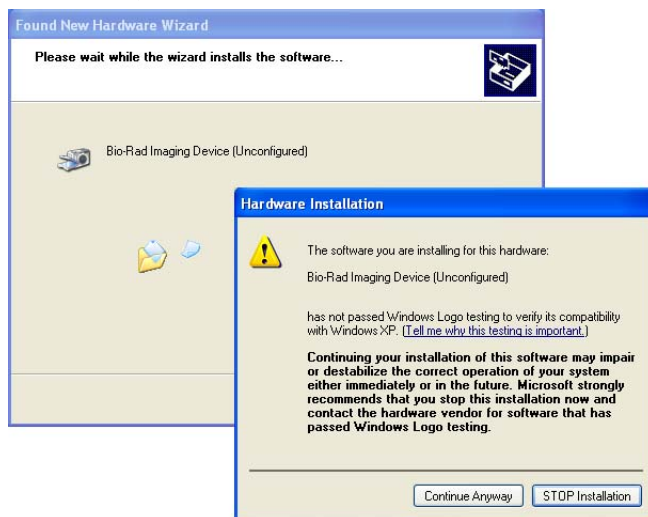 Found New Hardware Wizard
Please wait while the wizard installs the software...
Bio-Rad Imaging Device (Unconfigured)
Hardware Installation
The software you are installing for this hardware:
Bio-Rad Imaging Device (Unconfigured)
has not passed Windows Logo testing to verify its compatibility
with Windows XP. (Tell me why this testing is important.)
Continuing your installation of this software may impair
or destabilize the correct operation of your system
either immediately or in the future. Microsoft strongly
recommends that you stop this installation now and
contact the hardware vendor for software that has
passed Windows Logo testing.
Continue Anyway
STOP Installation